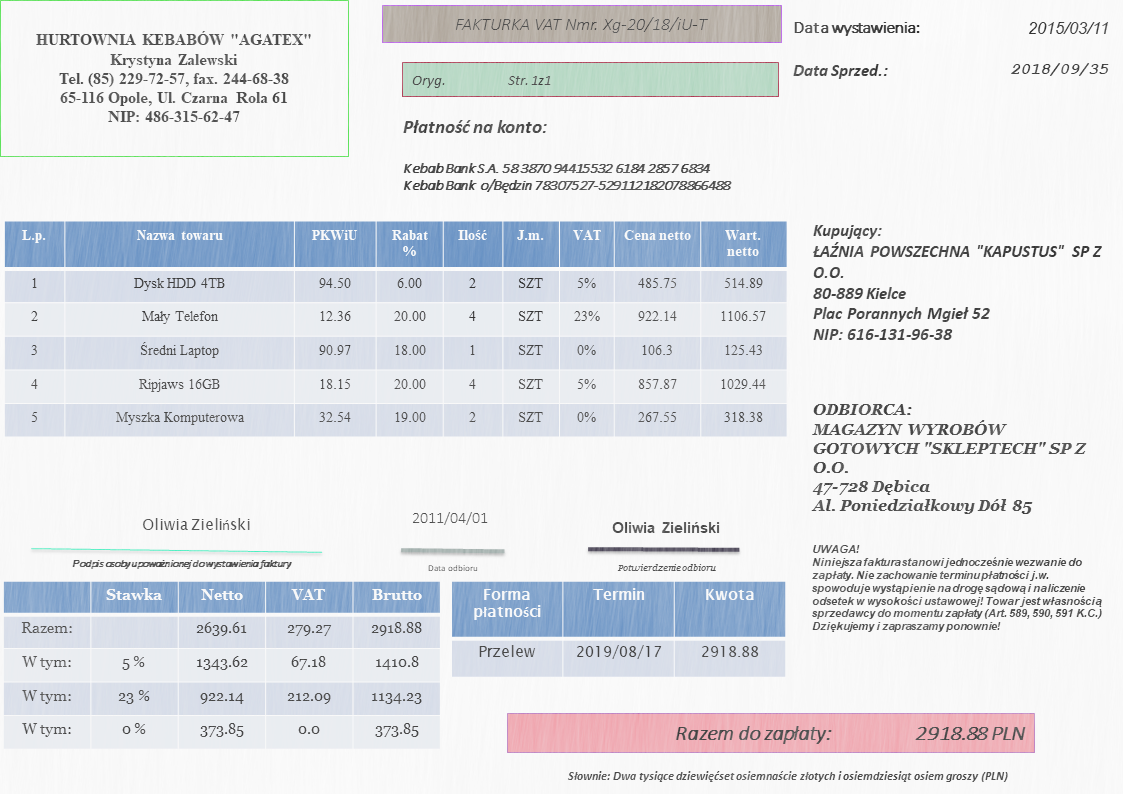 HURTOWNIA KEBABÓW "AGATEX"
Krystyna Zalewski
Tel. (85) 229-72-57, fax. 244-68-38
65-116 Opole, Ul. Czarna Rola 61
NIP: 486-315-62-47
FAKTURKA VAT Nmr. Xg-20/18/iU-T
Oryg. Str. 1z1
Data wystawienia: 2015/03/11
Data Sprzed.: 2018/09/35
Płatność na konto:
Kebab Bank S.A. 58 3870 94415532 6184 2857 6834
Kebab Bank o/Będzin 78307527-529112182078866488
L.p. Nazwa towaru PKWiU Rabat % Ilość J.m. VAT Cena netto Wart. netto
1 Dysk HDD 4TB 94.50 6.00 2 SZT 5% 485.75 514.89
2 Mały Telefon 12.36 20.00 4 SZT 23% 922.14 1106.57
3 Średni Laptop 90.97 18.00 1 SZT 0% 106.3 125.43
4 Ripjaws 16GB 18.15 20.00 4 SZT 5% 857.87 1029.44
5 Myszka Komputerowa 32.54 19.00 2 SZT 0% 267.55 318.38
Kupujący:
ŁAŹNIA POWSZECHNA "KAPUSTUS" SP Z
O.O.
80-889 Kielce
Plac Porannych Mgieł 52
NIP: 616-131-96-38
ODBIORCA:
MAGAZYN WYROBÓW
GOTOWYCH "SKLEPTECH" SP Z
O.O.
47-728 Dębica
Al. Poniedziałkowy Dół 85
Oliwia Zieliński
Podpis osoby upoważnionej do wystawienia faktury
2011/04/01
Data odbioru
Oliwia Zieliński
Potwierdzenie odbioru
UWAGA!
Niniejsza faktura stanowi jednocześnie wezwanie do
zapłaty. Nie zachowanie terminu płatności j.w.
spowoduje wystąpienie na drogę sądową i naliczenie
odsetek w wysokości ustawowej! Towar jest własnością
sprzedawcy do momentu zapłaty (Art. 589, 590, 591 K.C.)
Dziękujemy i zapraszamy ponownie!
Stawka Netto VAT Brutto
Razem: 2639.61 279.27 2918.88
W tym: 5 % 1343.62 67.18 1410.8
W tym: 23 % 922.14 212.09 1134.23
W tym: 0 % 373.85 0.0 373.85
Forma płatności Termin Kwota
Przelew 2019/08/17 2918.88
Razem do zapłaty: 2918.88 PLN
Słownie: Dwa tysiące dziewięćset osiemnaście złotych i osiemdziesiąt osiem groszy (PLN)